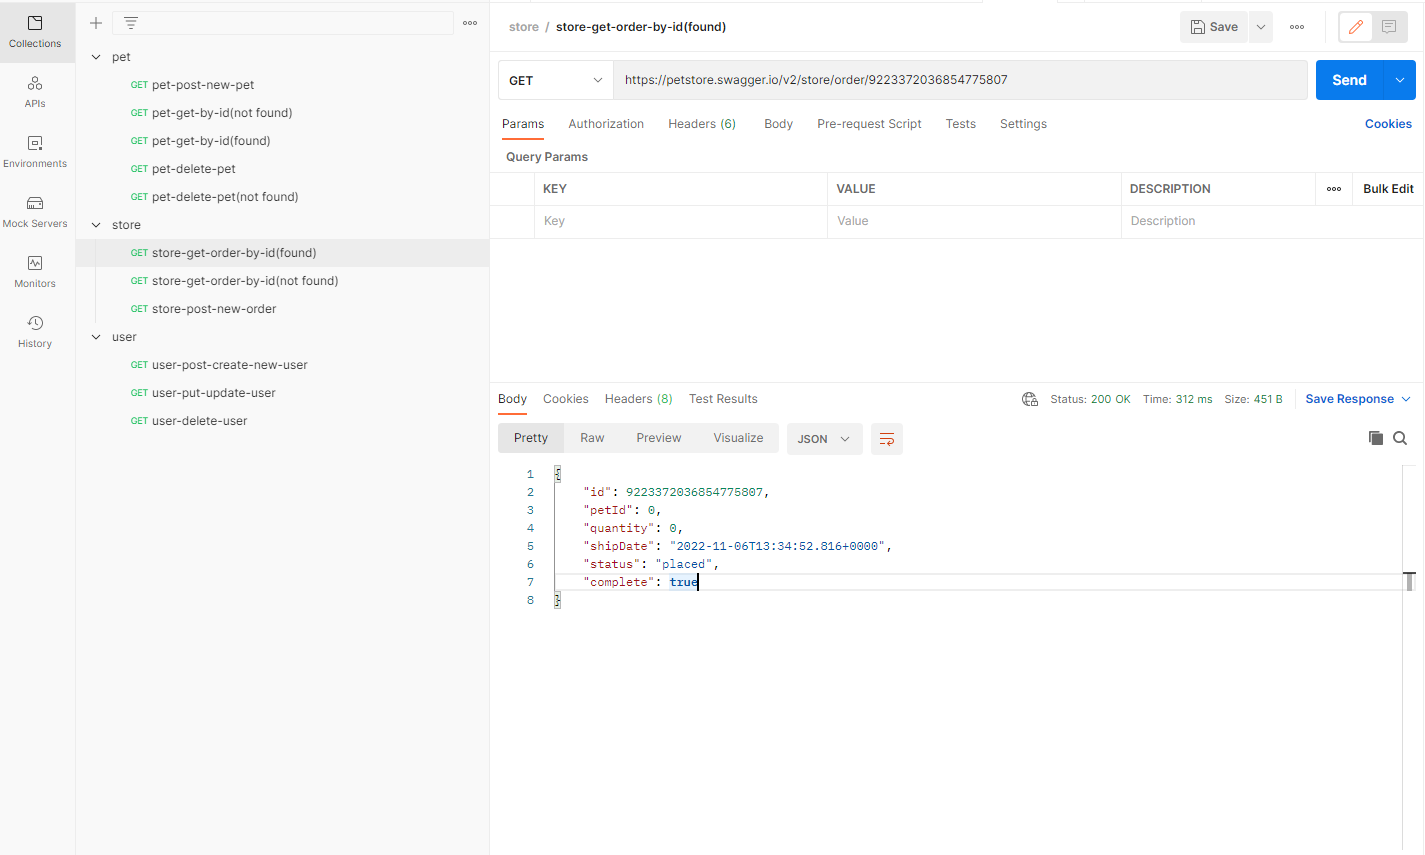 Collections
APIs
Environments
Mock Servers
Monitors
History
pet
GET pet-post-new-pet
GET pet-get-by-id(not found)
GET pet-get-by-id(found)
GET pet-delete-pet
GET pet-delete-pet(not found)
store
GET store-get-order-by-id(found)
GET store-get-order-by-id(not found)
GET store-post-new-order
user
GET user-post-create-new-user
GET user-put-update-user
GET user-delete-user
store / store-get-order-by-id(found)
Save
GET https://petstore.swagger.io/v2/store/order/9223372036854775807 Send
Params Authorization Headers (6) Body Pre-request Script Tests Settings Cookies
Query Params
KEY VALUE DESCRIPTION Bulk Edit
Key Value Description
Body Cookies Headers (8) Test Results Status: 200 OK Time: 312 ms Size: 451 B Save Response
Pretty Raw Preview Visualize JSON
1 {
2 "id": 9223372036854775807,
3 "petId": 0,
4 "quantity": 0,
5 "shipDate": "2022-11-06T13:34:52.816+0000",
6 "status": "placed",
7 "complete": true
8 }